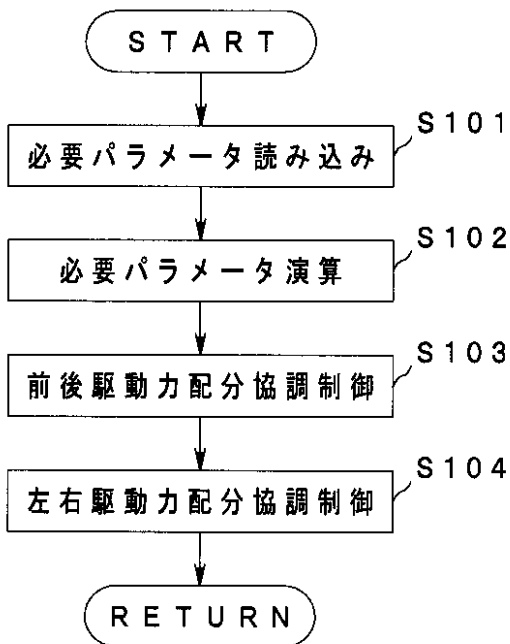 START
S101
必要パラメータ読み込み
S102
必要パラメータ演算
S103
前後駆動力配分協調制御
S104
左右駆動力配分協調制御
RETURN